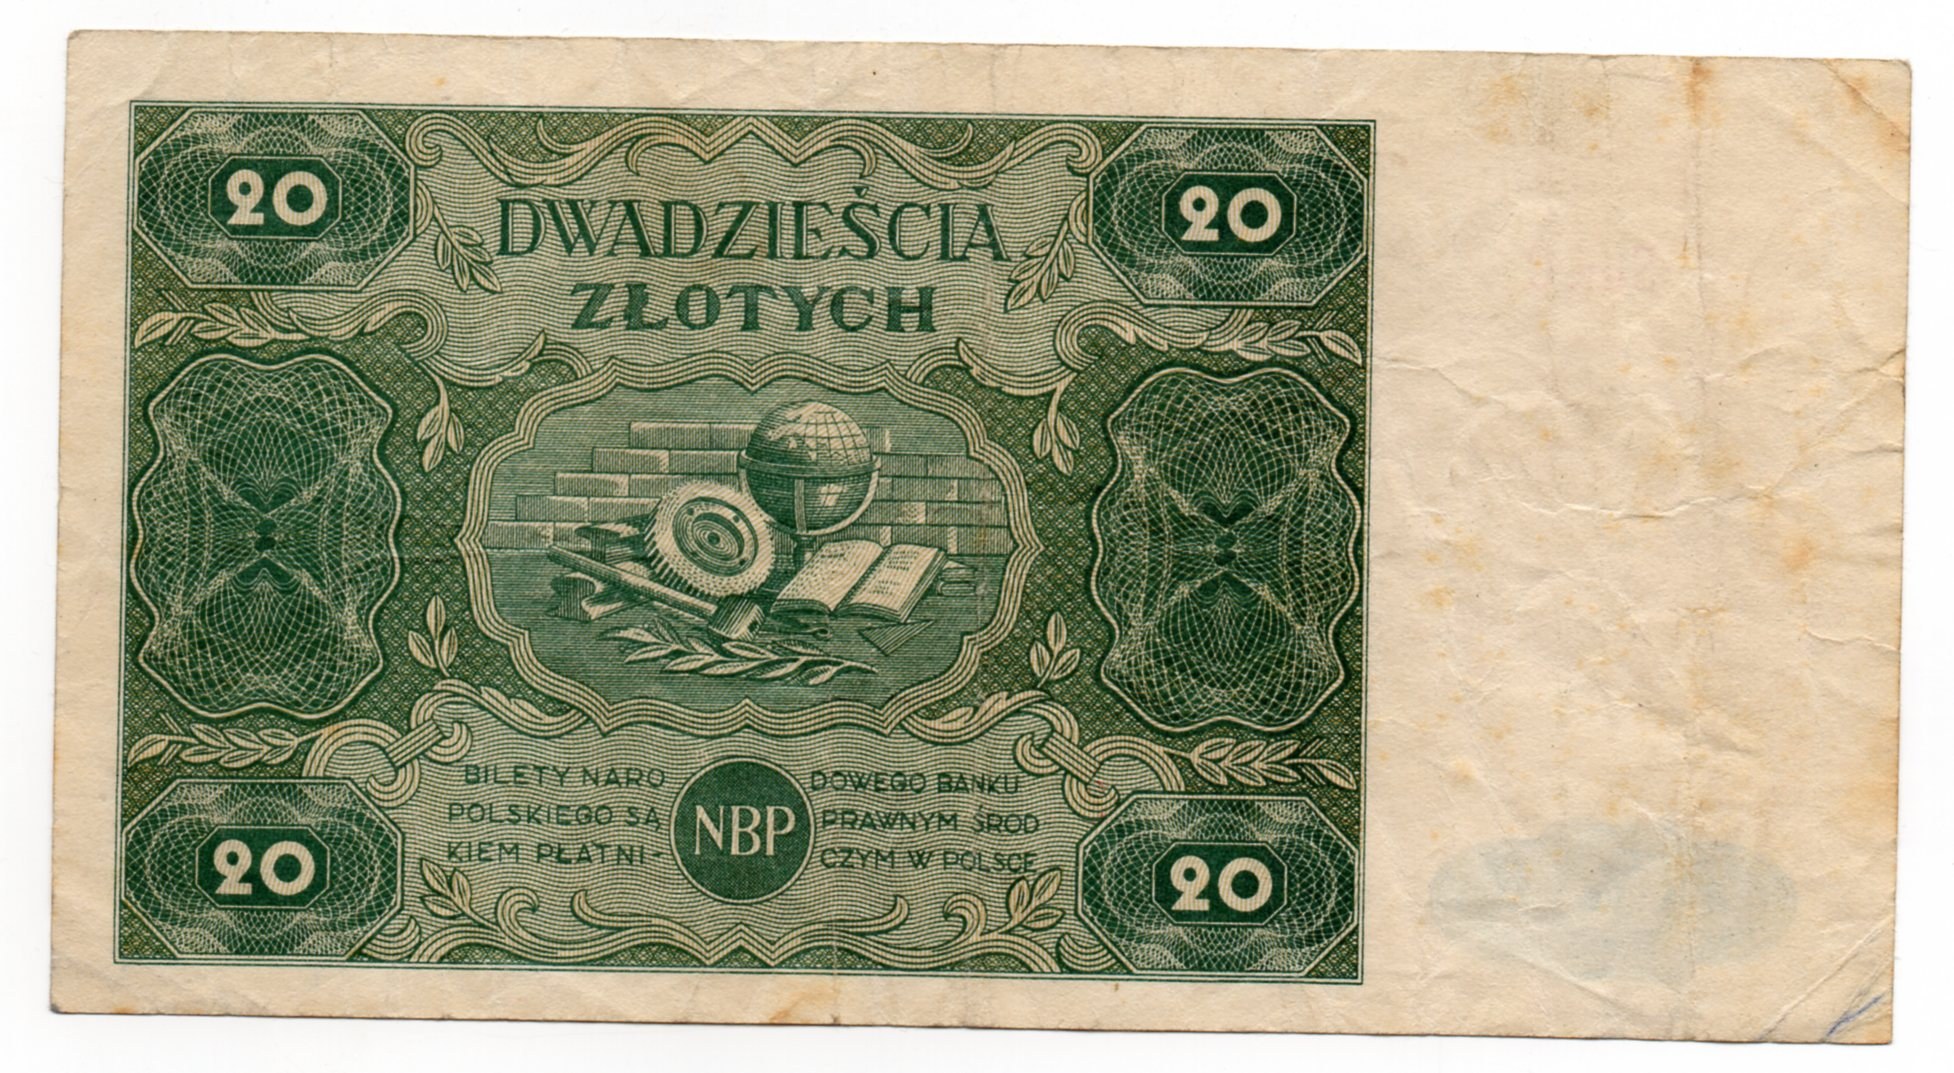 20
20
DWADZIEŚCIA
ZŁOTYCH
BILETY NARO DOWEGO BANKU
POLSKIEGO SĄ NBP PRAWNYM ŚROD
KIEM PŁATNI- CZYM W POLSCE
20
20